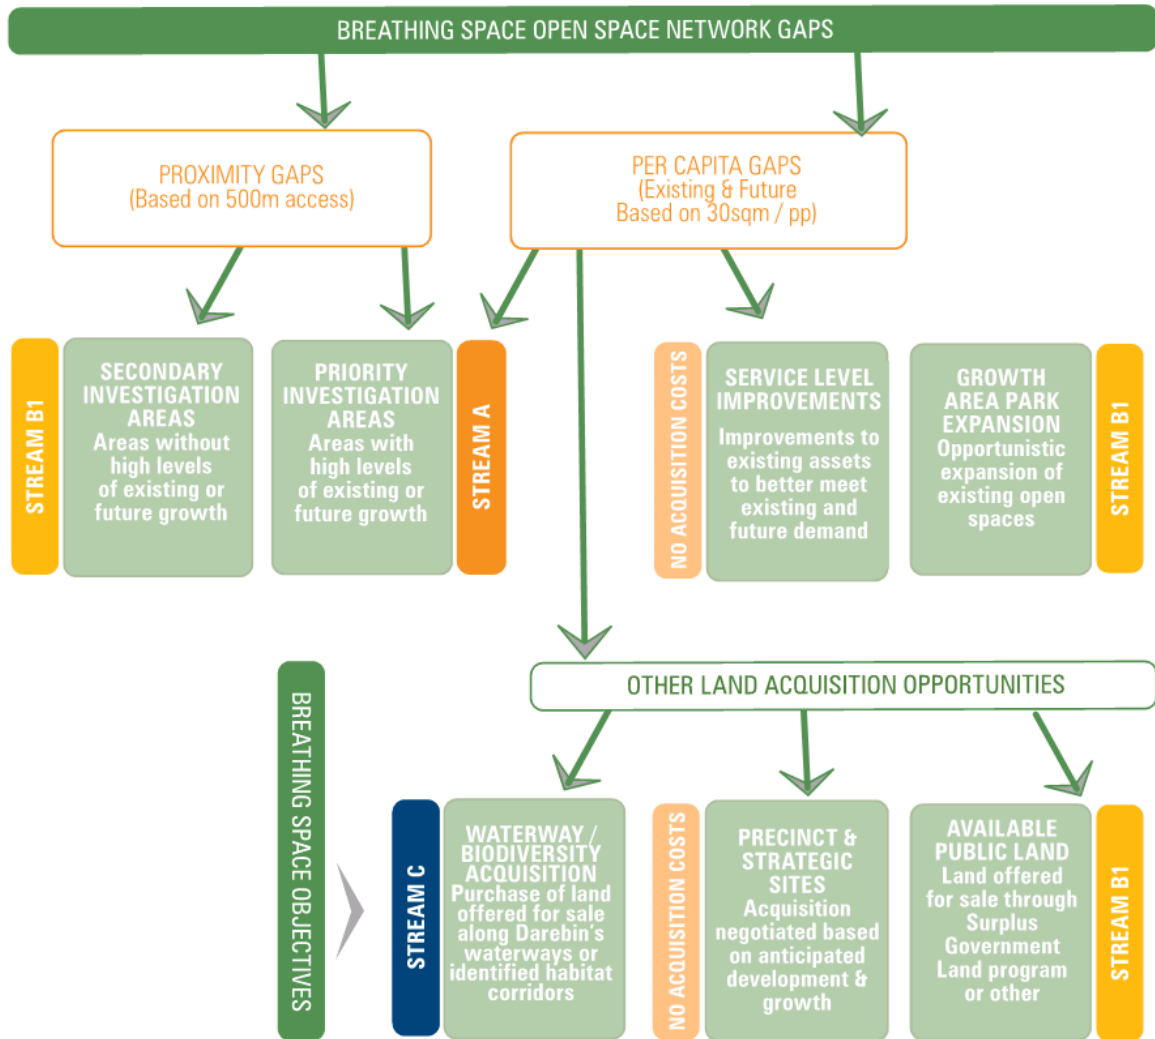 BREATHING SPACE OPEN SPACE NETWORK GAPS
PROXIMITY GAPS
(Based on 500m access)
PER CAPITA GAPS
(Existing & Future
Based on 30sqm / pp)
STREAM B1
SECONDARY
INVESTIGATION
AREAS
Areas without
high levels
of existing or
future growth
PRIORITY
INVESTIGATION
AREAS
Areas with
high levels
of existing or
future growth
STREAM A
NO ACQUISITION COSTS
SERVICE LEVEL
IMPROVEMENTS
Improvements to
existing assets
to better meet
existing and
future demand
GROWTH
AREA PARK
EXPANSION
Opportunistic
expansion of
existing open
spaces
STREAM B1
OTHER LAND ACQUISITION OPPORTUNITIES
BREATHING SPACE OBJECTIVES
STREAM C
WATERWAY /
BIODIVERSITY
ACQUISITION
Purchase of land
offered for sale
along Darebin's
waterways or
identified habitat
corridors
NO ACQUISITION COSTS
PRECINCT &
STRATEGIC
SITES
Acquisition
negotiated based
on anticipated
development &
growth
AVAILABLE
PUBLIC LAND
Land offered
for sale through
Surplus
Government
Land program
or other
STREAM B1